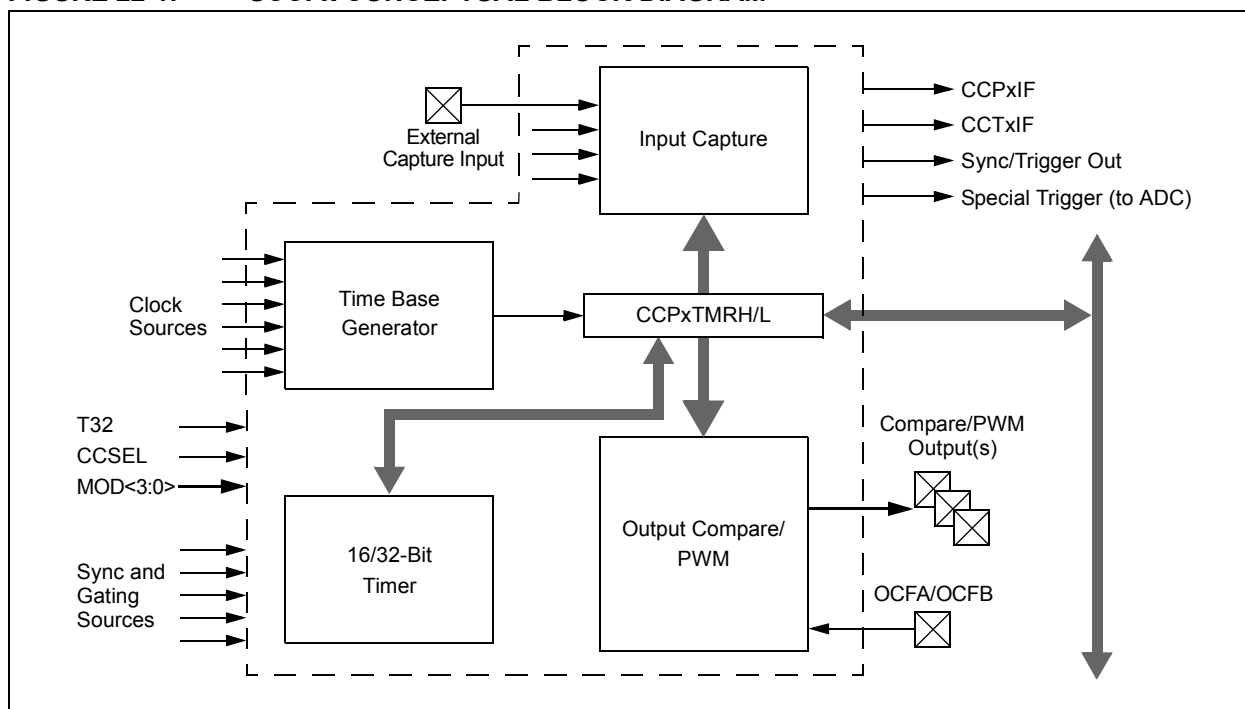 External
Capture Input
Input Capture
CCPxIF
CCTxIF
Sync/Trigger Out
Special Trigger (to ADC)
Clock
Sources
Time Base
Generator
CCPxTMRH/L
T32
CCSEL
MOD<3:0>
Compare/PWM
Output(s)
16/32-Bit
Timer
Output Compare/
PWM
Sync and
Gating
Sources
OCFA/OCFB